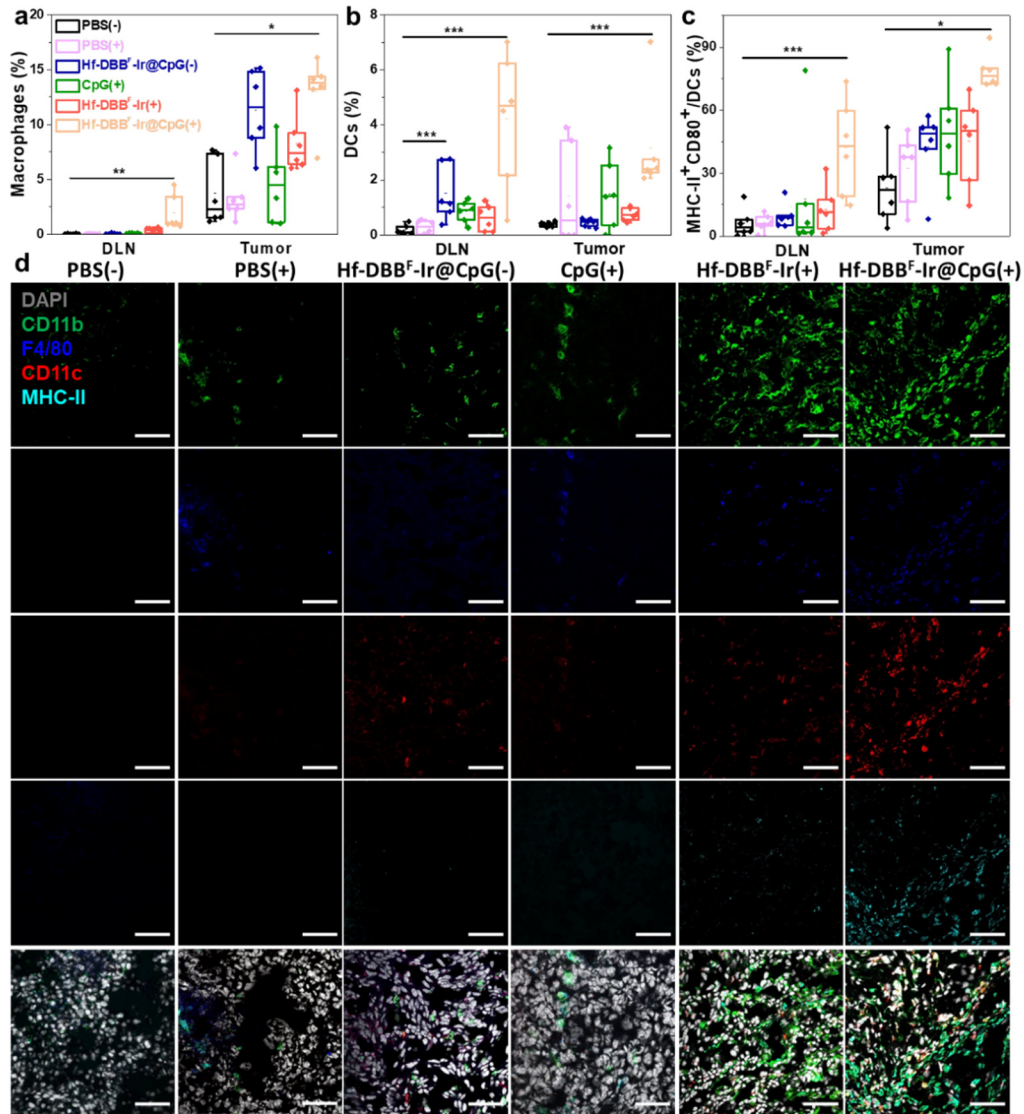 a
Macrophages (%)
20
15
10
5
0
*
PBS(-)
PBS(+)
Hf-DBBF-Ir@CpG(-)
CpG(+)
Hf-DBBF-Ir(+)
Hf-DBBF-Ir@CpG(+)
**
DLN Tumor
b
DCs (%)
8
6
4
2
0
***
***
***
DLN Tumor
c
MHC-II+CD80+/DCs (%)
90
60
30
0
*
***
DLN Tumor
d
PBS(-) PBS(+) Hf-DBBF-Ir@CpG(-) CpG(+) Hf-DBBF-Ir(+) Hf-DBBF-Ir@CpG(+)
DAPI
CD11b
F4/80
CD11c
MHC-II